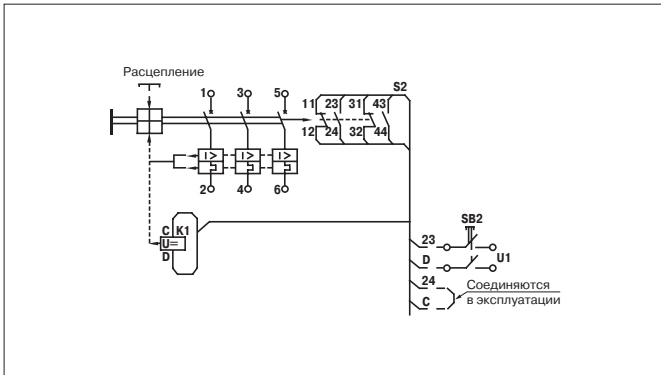 Расцепление
S2
1 3 5
11 23 31 43
12 24 32 44
I> I> I>
2 4 6
C K1
U=
D
SB2
23
D U1
24
C
Соединяются
в эксплуатации